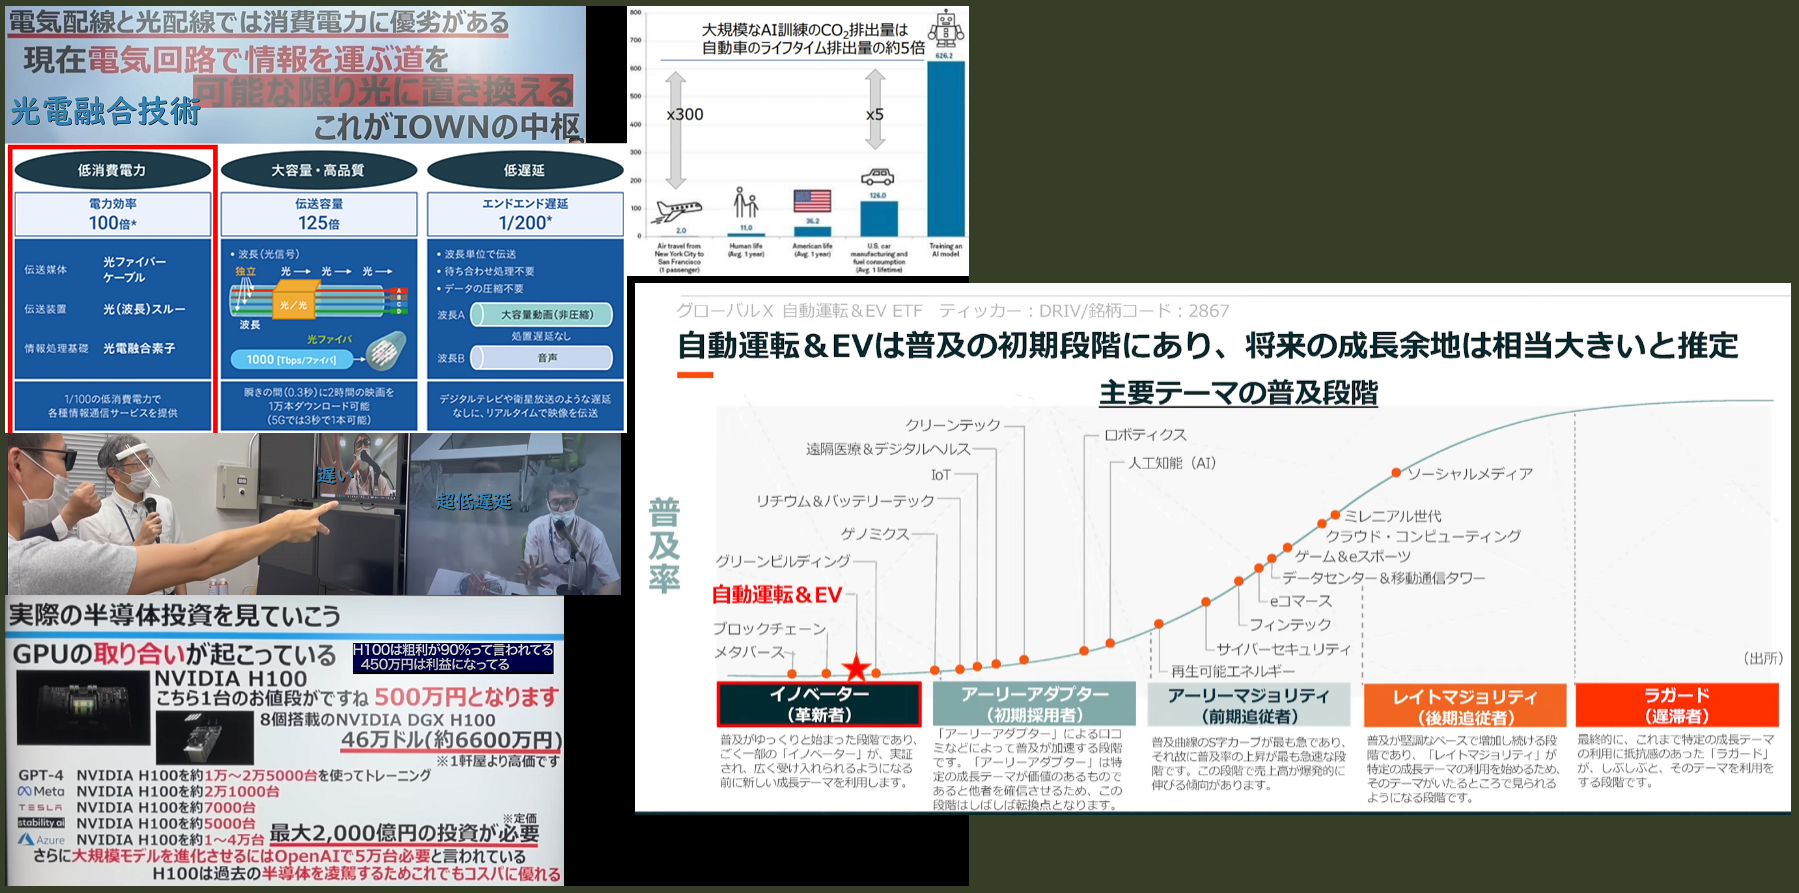 電気配線と光配線では消費電力に優劣がある
現在電気回路で情報を運ぶ道を
可能な限り光に置き換える
光電融合技術
これがIOWNの中枢
低消費電力
電力効率
100倍*
伝送媒体
光ファイバー
ケーブル
伝送装置
光(波長)スルー
情報処理基礎
光電融合素子
1/100の低消費電力で
各種情報通信サービスを提供
大容量・高品質
伝送容量
125倍
• 波長(光信号)
独立
光 → 光 → 光 →
光/光
A
B
C
D
波長
光ファイバ
1000 [Tbps/ファイバ]
瞬きの間(0.3秒)に2時間の映画を
1万本ダウンロード可能
(5Gでは3秒で1本可能)
低遅延
エンドエンド遅延
1/200*
• 波長単位で伝送
• 待ち合わせ処理不要
• データの圧縮不要
波長A
大容量動画(非圧縮)
処置遅延なし
波長B
音声
デジタルテレビや衛星放送のような遅延
なしに、リアルタイムで映像を伝送
遅い
超低遅延
実際の半導体投資を見ていこう
GPUの取り合いが起こっている
H100は粗利が90%って言われてる
450万円は利益になってる
NVIDIA H100
こちら1台のお値段がですね 500万円となります
8個搭載のNVIDIA DGX H100
46万ドル(約6600万円)
※1軒屋より高価です
GPT-4 NVIDIA H100を約1万〜2万5000台を使ってトレーニング
Meta NVIDIA H100を約2万1000台
TESLA NVIDIA H100を約7000台
stability ai NVIDIA H100を約5000台
Azure NVIDIA H100を約1〜4万台
※定価
最大2,000億円の投資が必要
さらに大規模モデルを進化させるにはOpenAIで5万台必要と言われている
H100は過去の半導体を凌駕するためこれでもコスパに優れる
大規模なAI訓練のCO₂排出量は
自動車のライフタイム排出量の約5倍
800
700
600
500
400
300
200
100
0
x300
x5
2.0
11.0
36.2
126.0
626.2
Air travel from
New York City to
San Francisco
(1 passenger)
Human life
(Avg. 1 year)
American life
(Avg. 1 year)
U.S. car
manufacturing and
fuel consumption
(Avg. 1 lifetime)
Training an
AI model
グローバルX 自動運転&EV ETF ティッカー：DRIV/銘柄コード：2867
自動運転&EVは普及の初期段階にあり、将来の成長余地は相当大きいと推定
主要テーマの普及段階
普及率
クリーンテック
遠隔医療&デジタルヘルス
IoT
リチウム&バッテリーテック
ゲノミクス
グリーンビルディング
自動運転&EV
ブロックチェーン
メタバース
ロボティクス
人工知能（AI）
ソーシャルメディア
ミレニアル世代
クラウド・コンピューティング
ゲーム&eスポーツ
データセンター&移動通信タワー
eコマース
フィンテック
サイバーセキュリティ
再生可能エネルギー
（出所）
イノベーター
（革新者）
普及がゆっくりと始まった段階であり、
ごく一部の「イノベーター」が、実証
され、広く受け入れられるようになる
前に新しい成長テーマを利用します。
アーリーアダプター
（初期採用者）
「アーリーアダプター」による口コ
ミなどによって普及が加速する段階
です。「アーリーアダプター」は特
定の成長テーマが価値のあるもので
あると他者を確信させるため、この
段階はしばしば転換点となります。
アーリーマジョリティ
（前期追従者）
普及曲線のS字カーブが最も急であり、
それ故に普及率の上昇が最も急速な段
階です。この段階で売上高が爆発的に
伸びる傾向があります。
レイトマジョリティ
（後期追従者）
普及が堅調なペースで増加し続ける段
階であり、「レイトマジョリティ」が
特定の成長テーマの利用を始めるため、
そのテーマがいたるところで見られる
ようになる段階です。
ラガード
（遅滞者）
最終的に、これまで特定の成長テーマ
の利用に抵抗感のあった「ラガード」
が、しぶしぶと、そのテーマを利用を
する段階です。